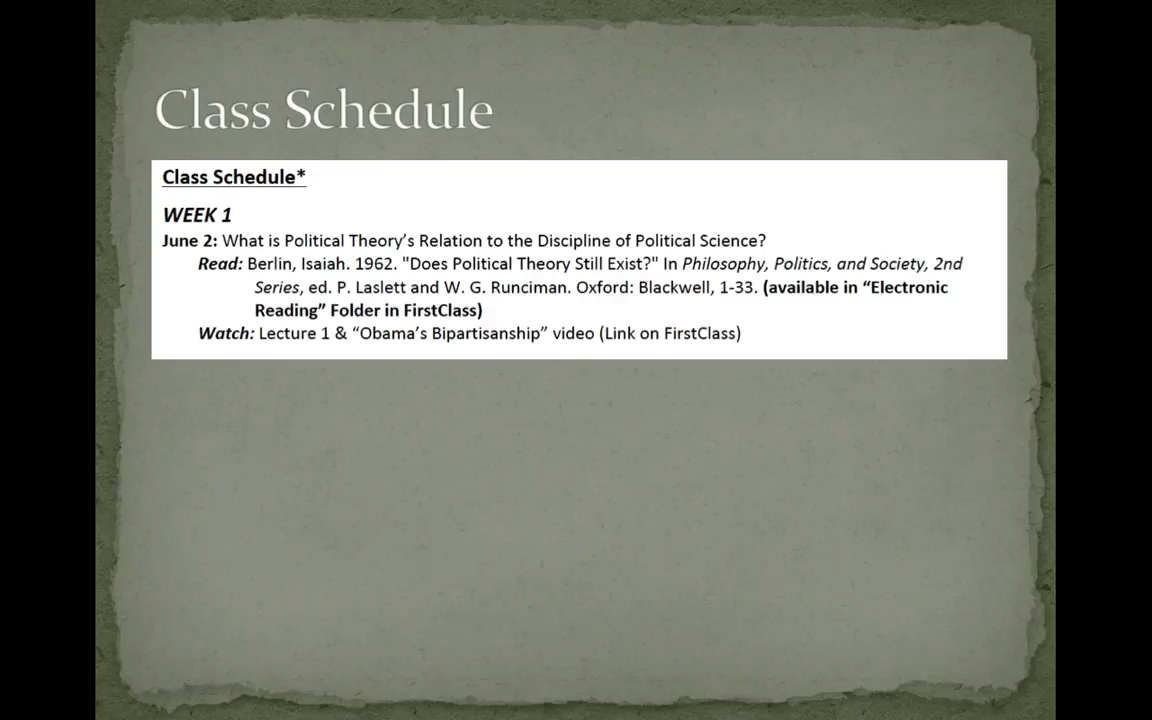 Class Schedule
Class Schedule*
WEEK 1
June 2: What is Political Theory’s Relation to the Discipline of Political Science?
Read: Berlin, Isaiah. 1962. "Does Political Theory Still Exist?" In Philosophy, Politics, and Society, 2nd
Series, ed. P. Laslett and W. G. Runciman. Oxford: Blackwell, 1-33. (available in “Electronic
Reading” Folder in FirstClass)
Watch: Lecture 1 & “Obama’s Bipartisanship” video (Link on FirstClass)